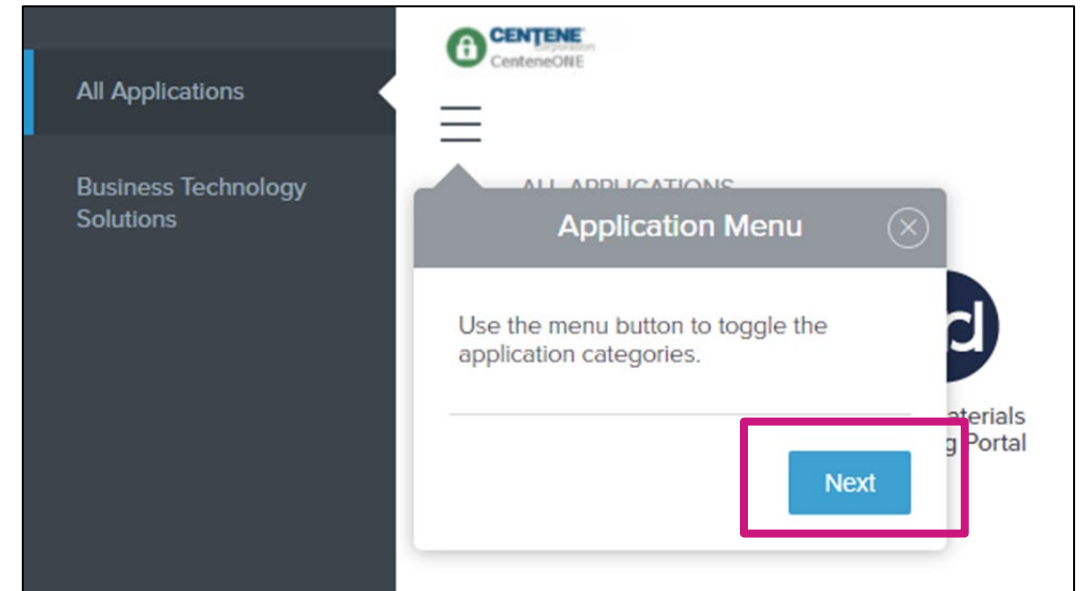 CENTENE
Corporation
CenteneONE
All Applications
Business Technology
Solutions
ALL APPLICATIONS
Application Menu
Use the menu button to toggle the
application categories.
d
aterials
g Portal
Next